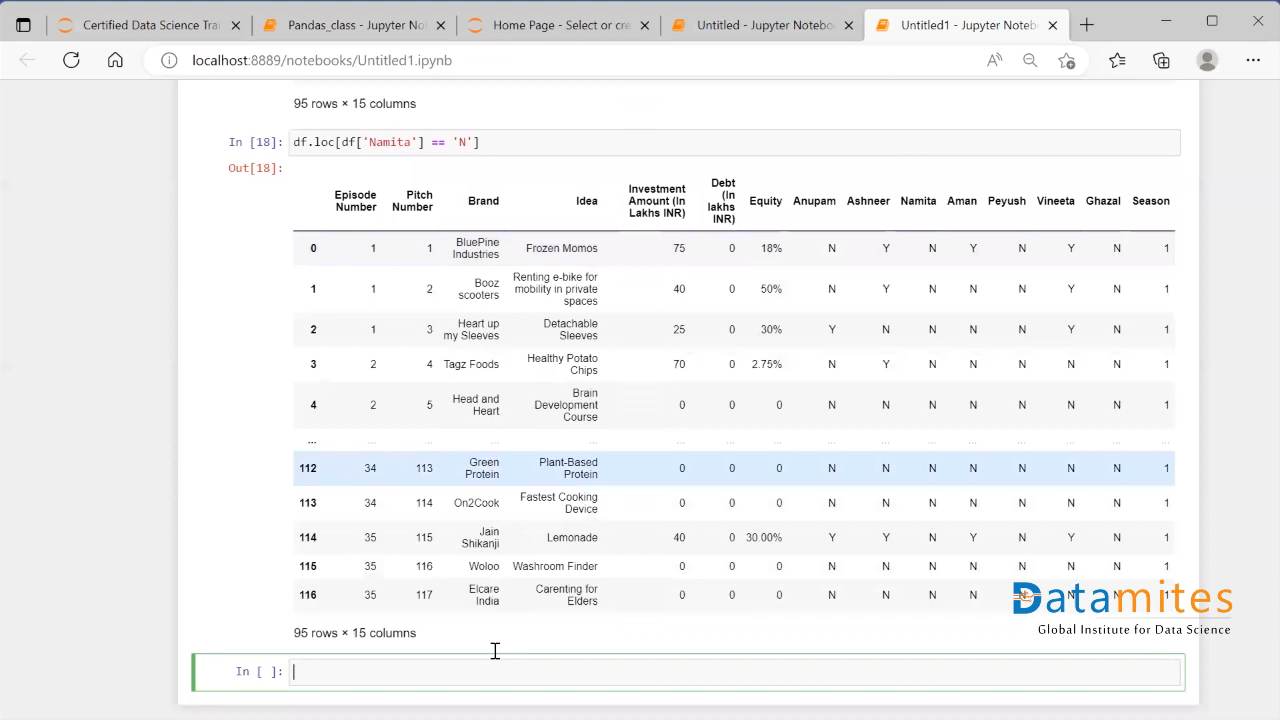 Certified Data Science Trai
Pandas_class - Jupyter No
Home Page - Select or cre
Untitled - Jupyter Noteboo
Untitled1 - Jupyter Noteb
localhost:8889/notebooks/Untitled1.ipynb
95 rows × 15 columns
In [18]: df.loc[df['Namita'] == 'N']
Out[18]:
Episode Number Pitch Number Brand Idea Investment Amount (In Lakhs INR) Debt (In lakhs INR) Equity Anupam Ashneer Namita Aman Peyush Vineeta Ghazal Season
0 1 1 BluePine Industries Frozen Momos 75 0 18% N Y N Y N Y N 1
1 1 2 Booz scooters Renting e-bike for mobility in private spaces 40 0 50% N Y N N N Y N 1
2 1 3 Heart up my Sleeves Detachable Sleeves 25 0 30% Y N N N N Y N 1
3 2 4 Tagz Foods Healthy Potato Chips 70 0 2.75% N Y N N N N N 1
4 2 5 Head and Heart Brain Development Course 0 0 0 N N N N N N N 1
... ... ... ... ... ... ... ... ... ... ... ... ... ... ... ...
112 34 113 Green Protein Plant-Based Protein 0 0 0 N N N N N N N 1
113 34 114 On2Cook Fastest Cooking Device 0 0 0 N N N N N N N 1
114 35 115 Jain Shikanji Lemonade 40 0 30.00% Y Y N Y N Y N 1
115 35 116 Woloo Washroom Finder 0 0 0 N N N N N N N 1
116 35 117 Elcare India Carenting for Elders 0 0 0 N N N N N N N 1
95 rows × 15 columns
In [ ]:
Datamites
Global Institute for Data Science